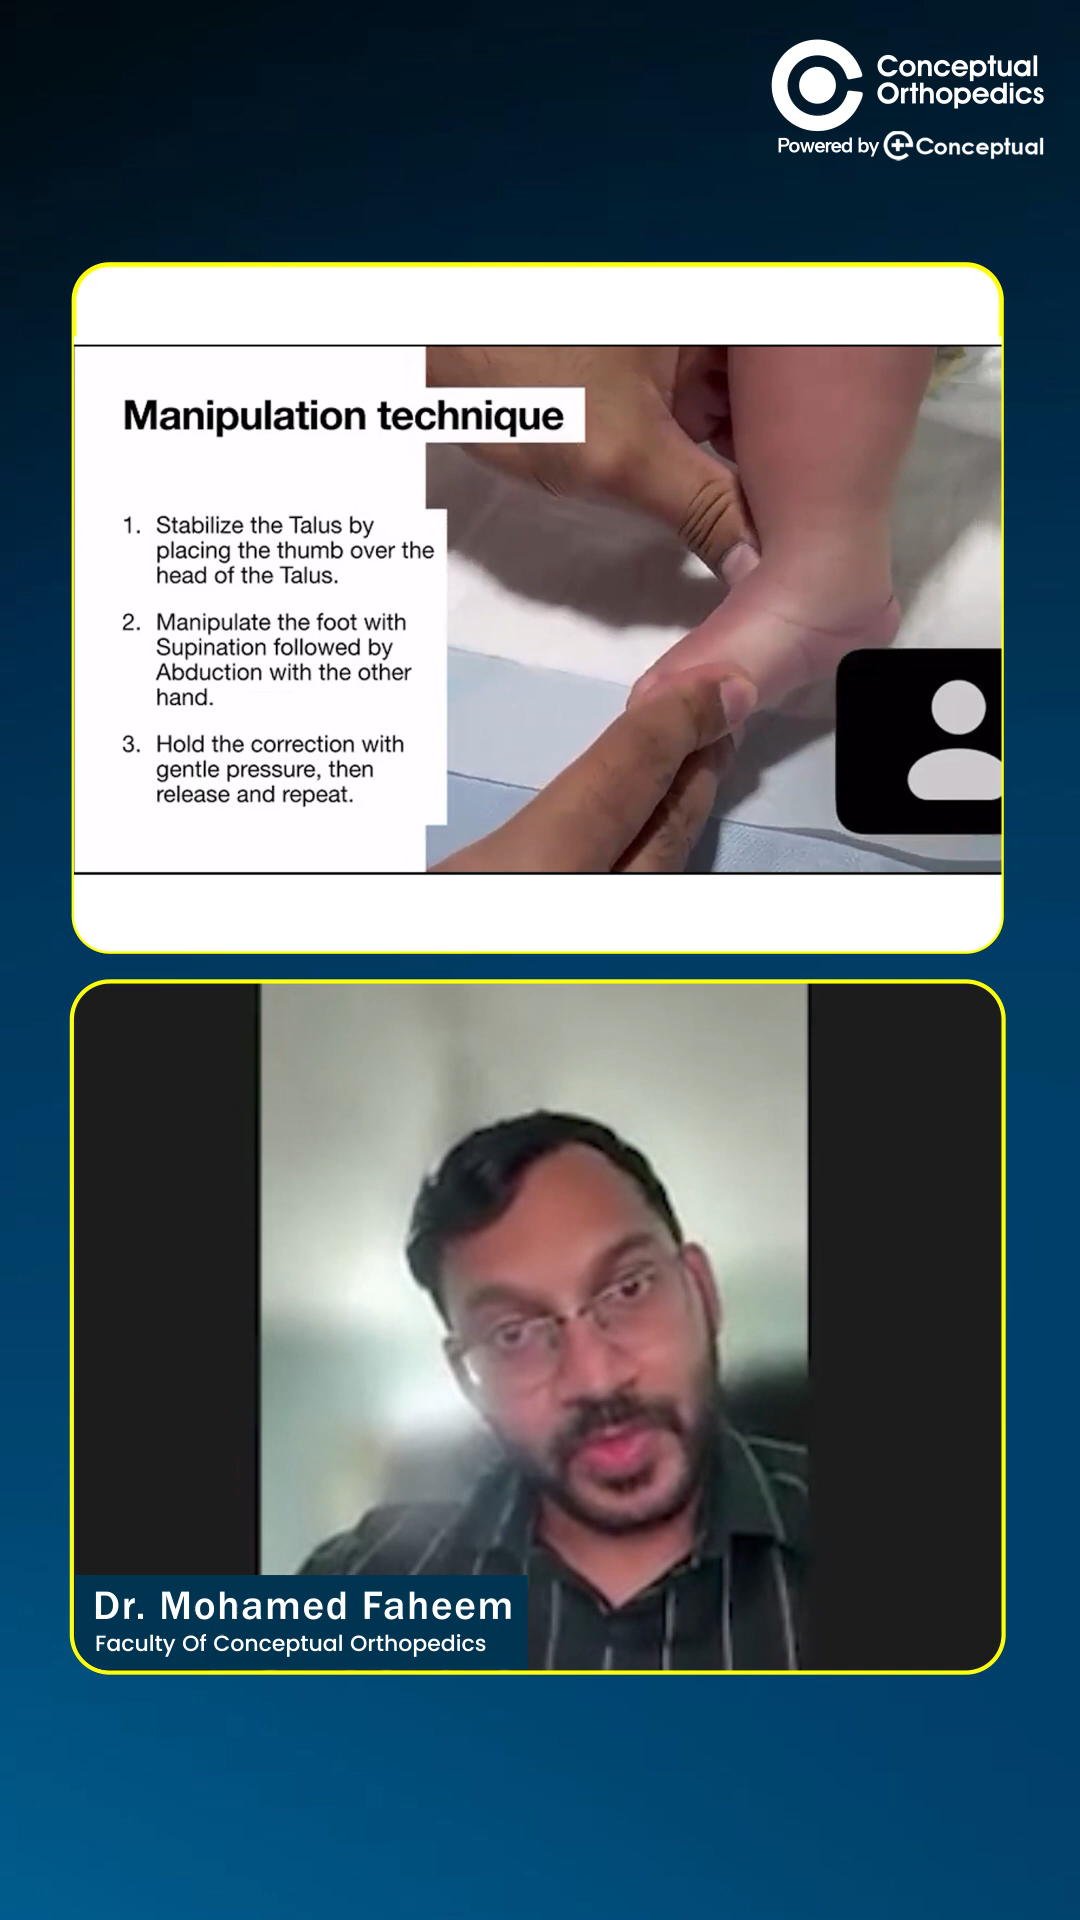 Conceptual
Orthopedics
Powered by Conceptual
Manipulation technique
1. Stabilize the Talus by
placing the thumb over the
head of the Talus.
2. Manipulate the foot with
Supination followed by
Abduction with the other
hand.
3. Hold the correction with
gentle pressure, then
release and repeat.
Dr. Mohamed Faheem
Faculty Of Conceptual Orthopedics